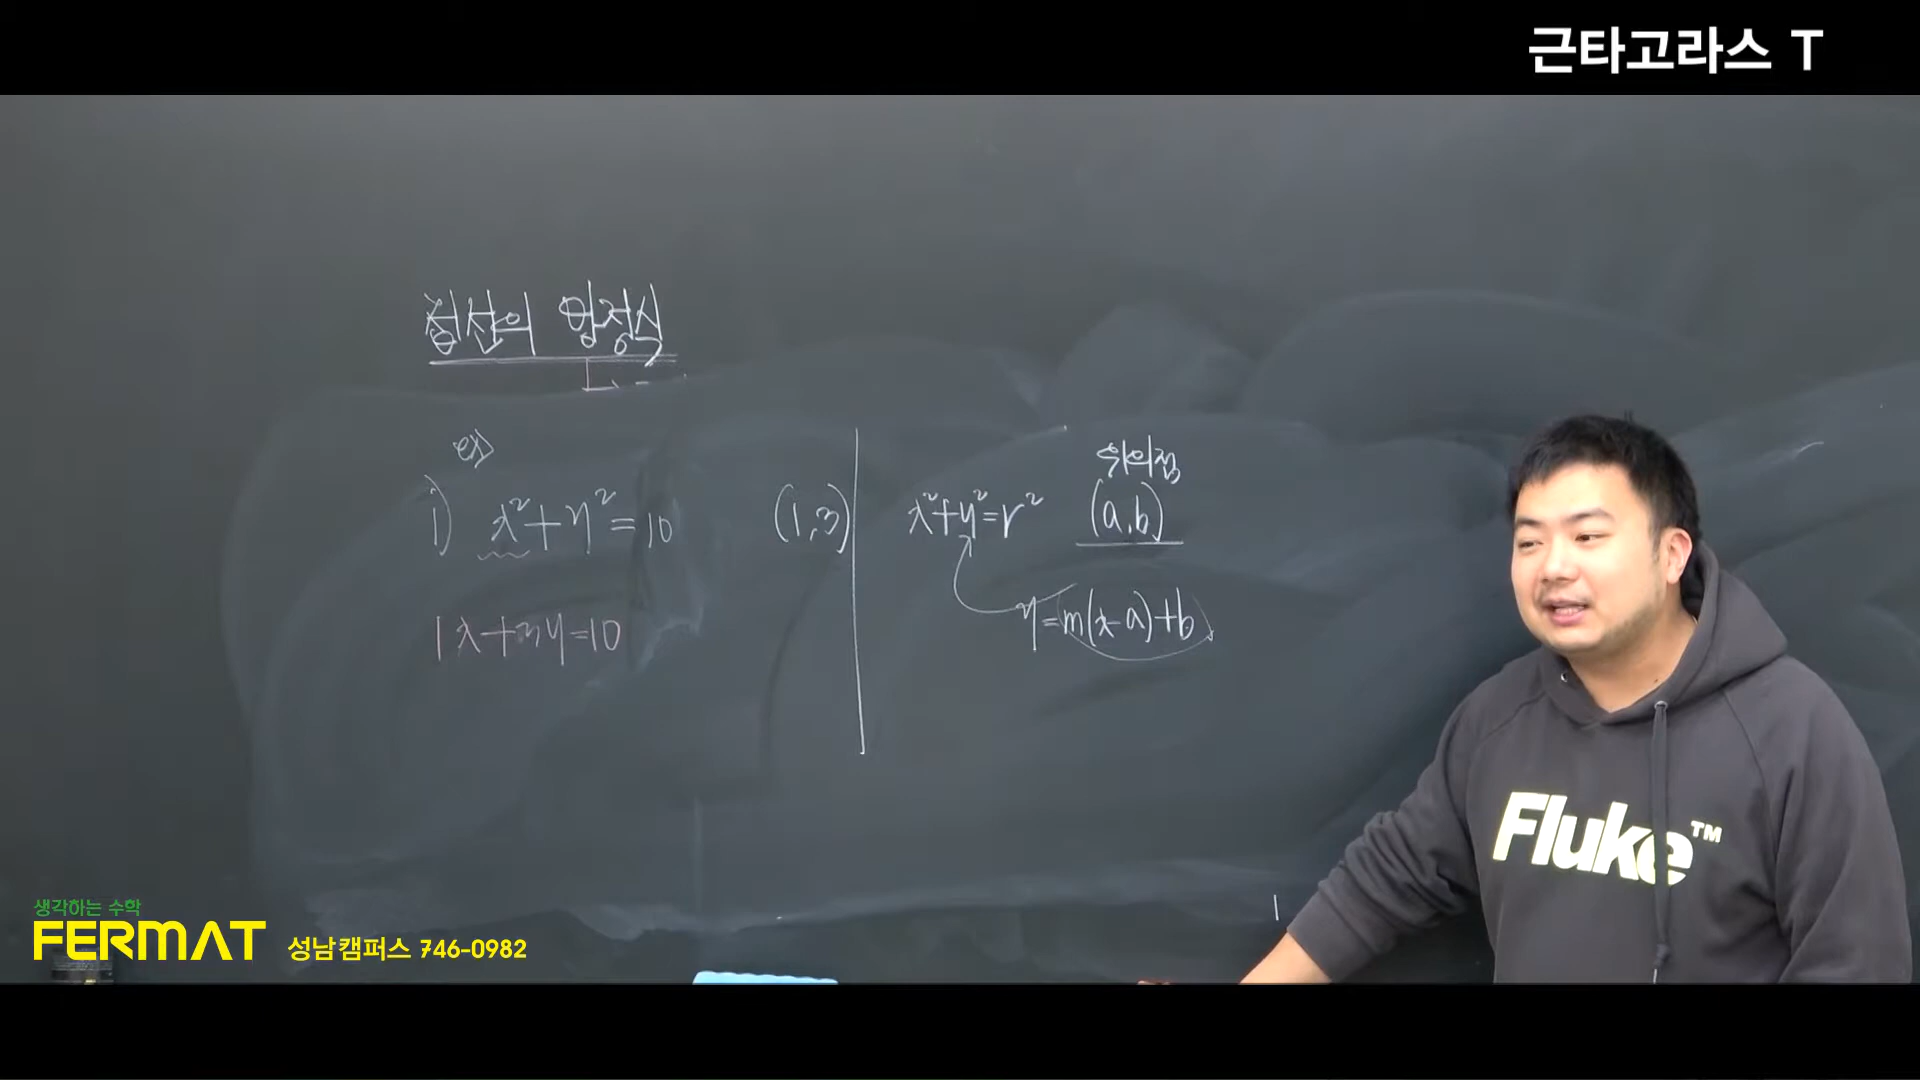 근타고라스 T
접선의 방정식
ex)
i) x²+y²=10 (1,3)
1x+3y=10
위의점
x²+y²=r² (a,b)
y=m(x-a)+b
Fluke™
생각하는 수학
FERMAT 성남캠퍼스 746-0982